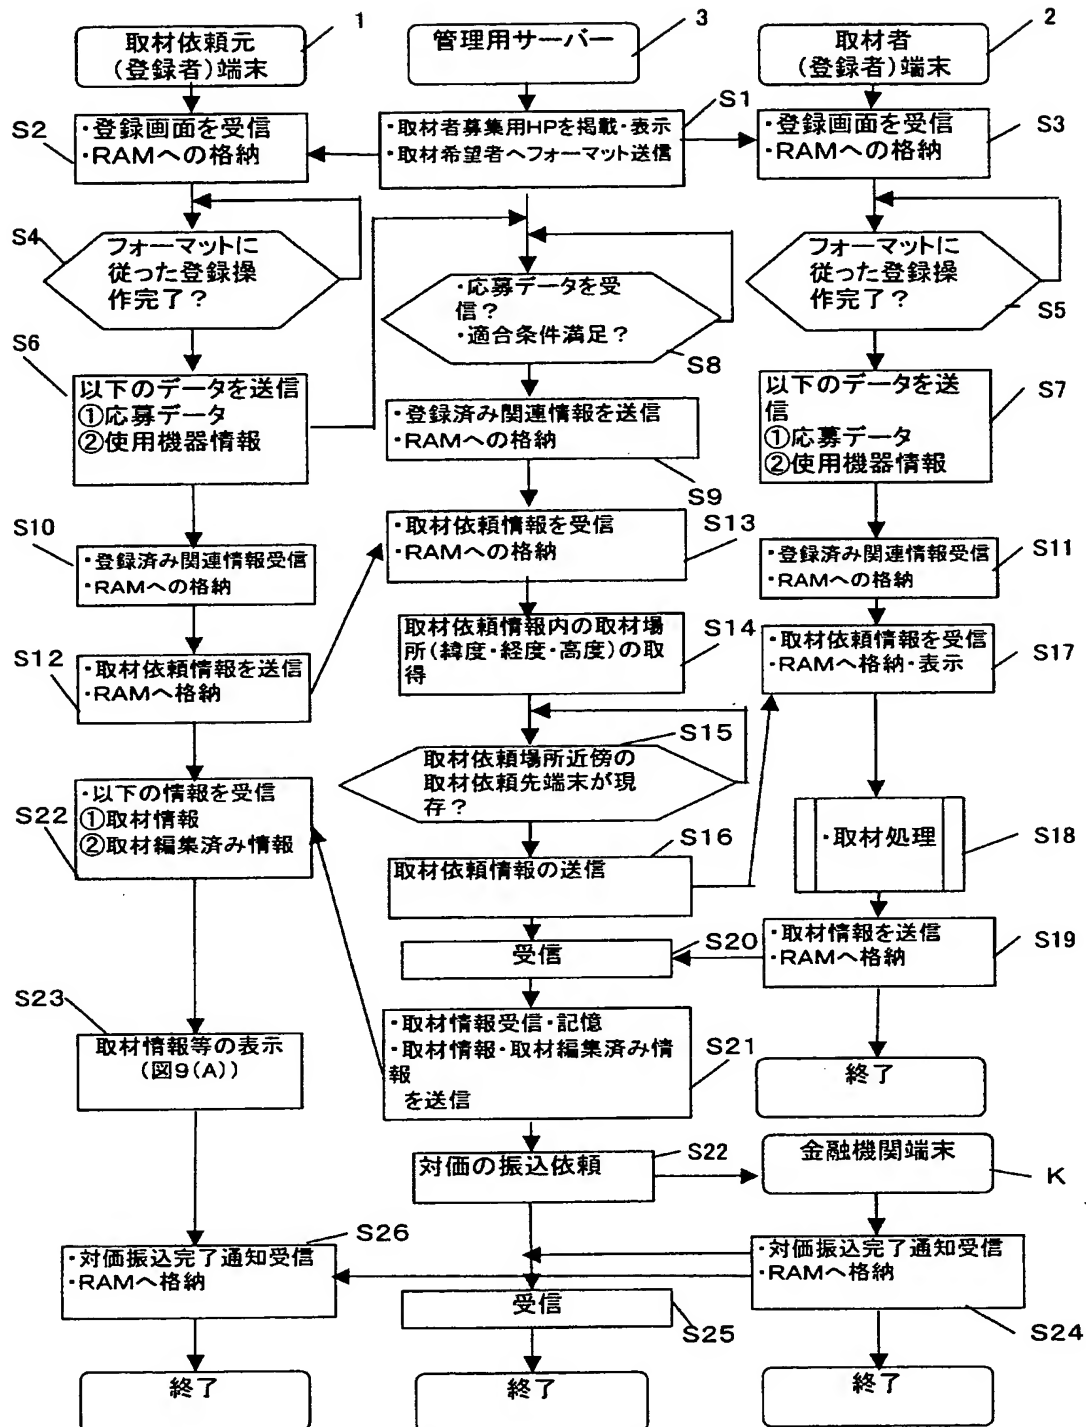 1
3
2
取材依頼元
(登録者)端末
管理用サーバー
取材者
(登録者)端末
S2
・登録画面を受信
・RAMへの格納
S1
・取材者募集用HPを掲載・表示
・取材希望者へフォーマット送信
S3
・登録画面を受信
・RAMへの格納
S4
フォーマットに
従った登録操
作完了?
・応募データを受
信?
・適合条件満足?
S8
フォーマットに
従った登録操
作完了?
S5
S6
以下のデータを送信
①応募データ
②使用機器情報
・登録済み関連情報を送信
・RAMへの格納
S9
以下のデータを送
信
①応募データ
②使用機器情報
S7
S10
・登録済み関連情報受信
・RAMへの格納
・取材依頼情報を受信
・RAMへの格納
S13
・登録済み関連情報受信
・RAMへの格納
S11
S12
・取材依頼情報を送信
・RAMへ格納
取材依頼情報内の取材場
所(緯度・経度・高度)の取
得
S14
・取材依頼情報を受信
・RAMへ格納・表示
S17
S15
取材依頼場所近傍の
取材依頼先端末が現
存?
S22
・以下の情報を受信
①取材情報
②取材編集済み情報
S16
取材依頼情報の送信
・取材処理
S18
受信
S20
・取材情報を送信
・RAMへ格納
S19
S23
取材情報等の表示
(図9(A))
・取材情報受信・記憶
・取材情報・取材編集済み情
報
を送信
S21
終了
対価の振込依頼
S22
金融機関端末
K
S26
・対価振込完了通知受信
・RAMへ格納
受信
S25
・対価振込完了通知受信
・RAMへ格納
S24
終了
終了
終了